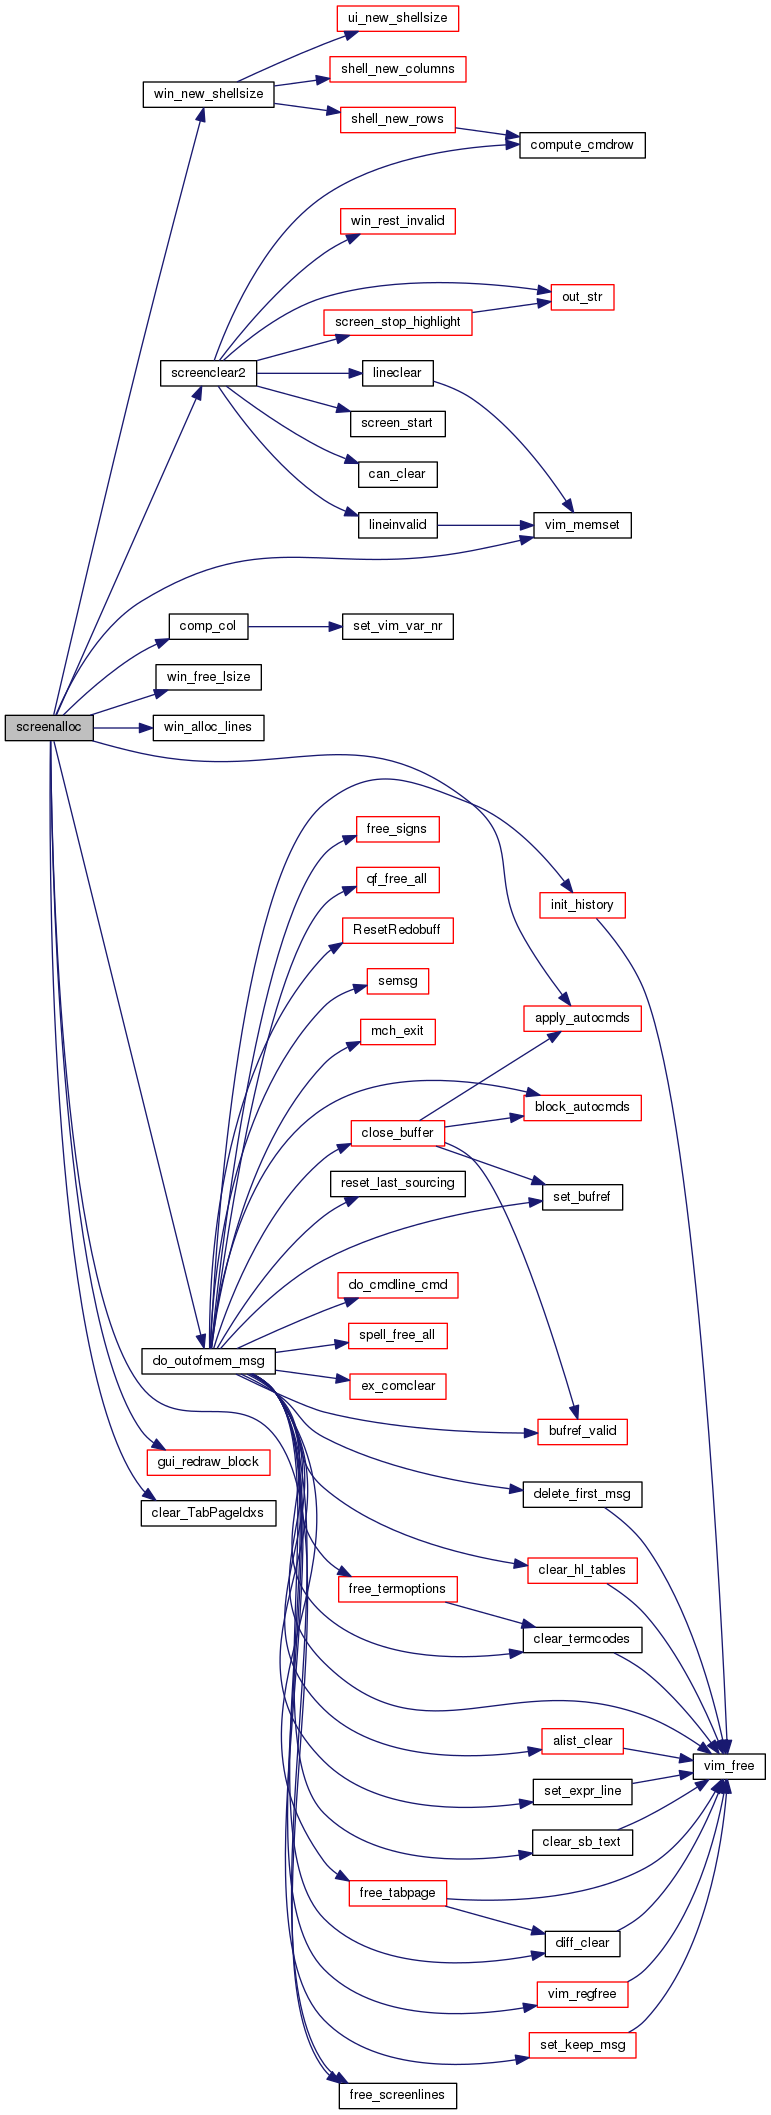 ui_new_shellsize
shell_new_columns
win_new_shellsize
shell_new_rows
compute_cmdrow
win_rest_invalid
out_str
screen_stop_highlight
screenclear2
lineclear
screen_start
can_clear
lineinvalid
vim_memset
comp_col
set_vim_var_nr
win_free_lsize
screenalloc
win_alloc_lines
free_signs
qf_free_all
init_history
ResetRedobuff
semsg
apply_autocmds
mch_exit
block_autocmds
close_buffer
reset_last_sourcing
set_bufref
do_cmdline_cmd
spell_free_all
do_outofmem_msg
ex_comclear
bufref_valid
gui_redraw_block
delete_first_msg
clear_TabPageIdxs
clear_hl_tables
free_termoptions
clear_termcodes
alist_clear
vim_free
set_expr_line
clear_sb_text
free_tabpage
diff_clear
vim_regfree
set_keep_msg
free_screenlines